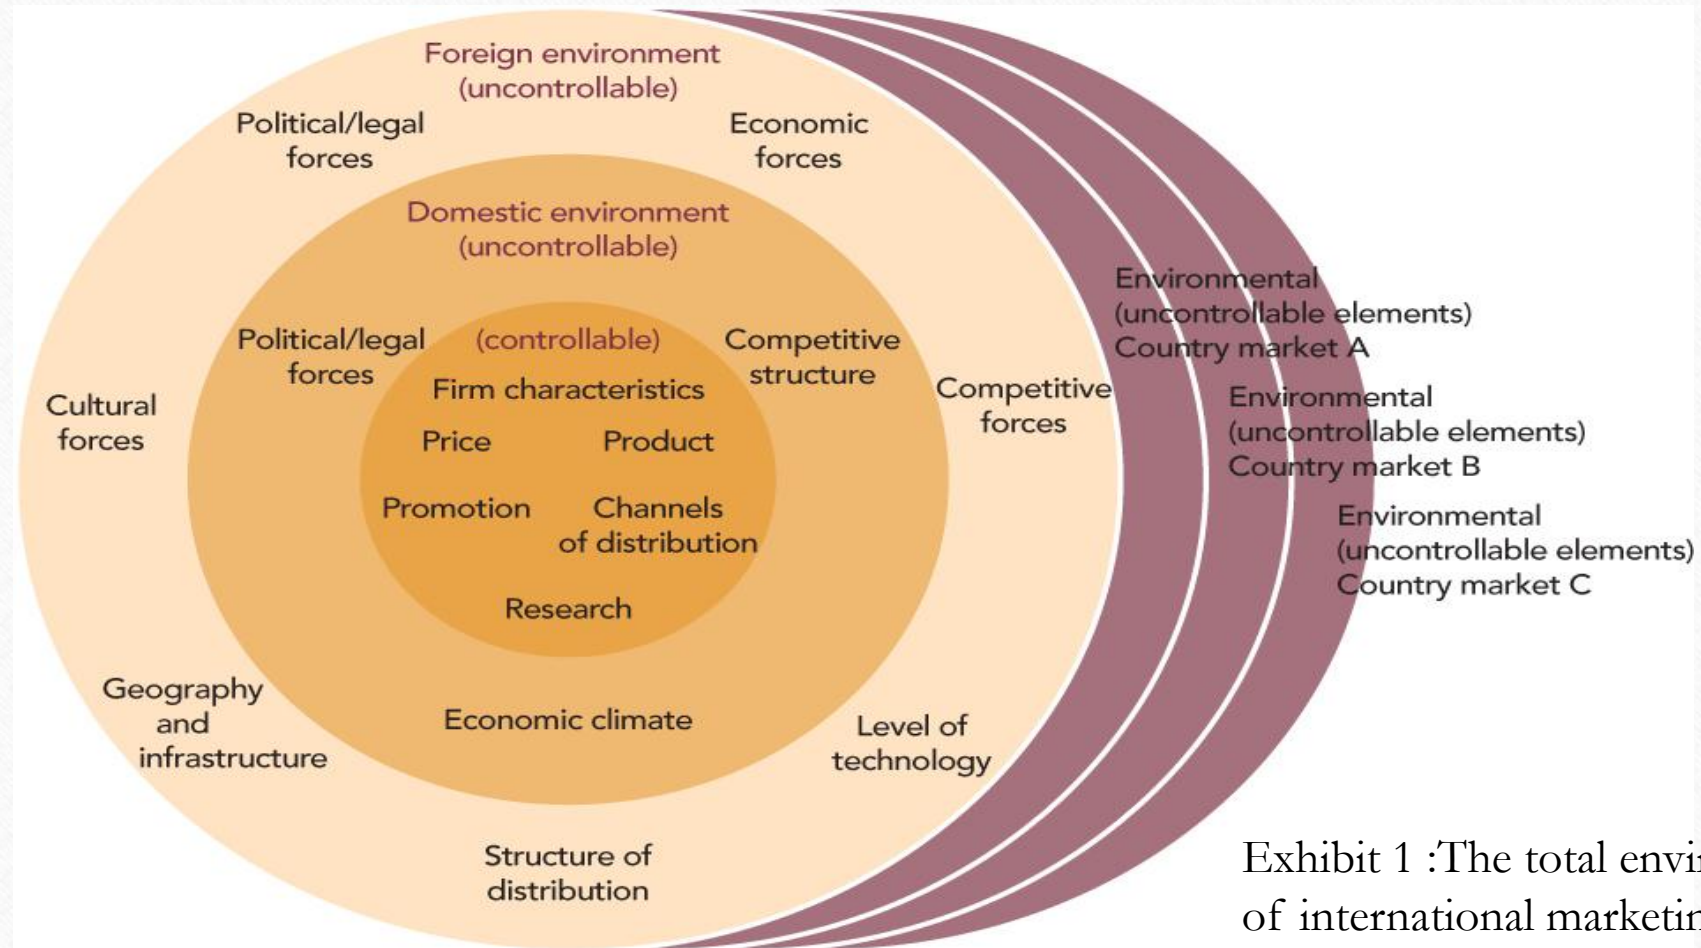 Foreign environment
(uncontrollable)
Political/legal
forces
Economic
forces
Domestic environment
(uncontrollable)
Political/legal
forces
(controllable)
Competitive
structure
Firm characteristics
Price
Product
Promotion
Channels
of distribution
Research
Economic climate
Cultural
forces
Competitive
forces
Geography
and
infrastructure
Level of
technology
Structure of
distribution
Environmental
(uncontrollable elements)
Country market A
Environmental
(uncontrollable elements)
Country market B
Environmental
(uncontrollable elements)
Country market C
Exhibit 1 :The total
of international